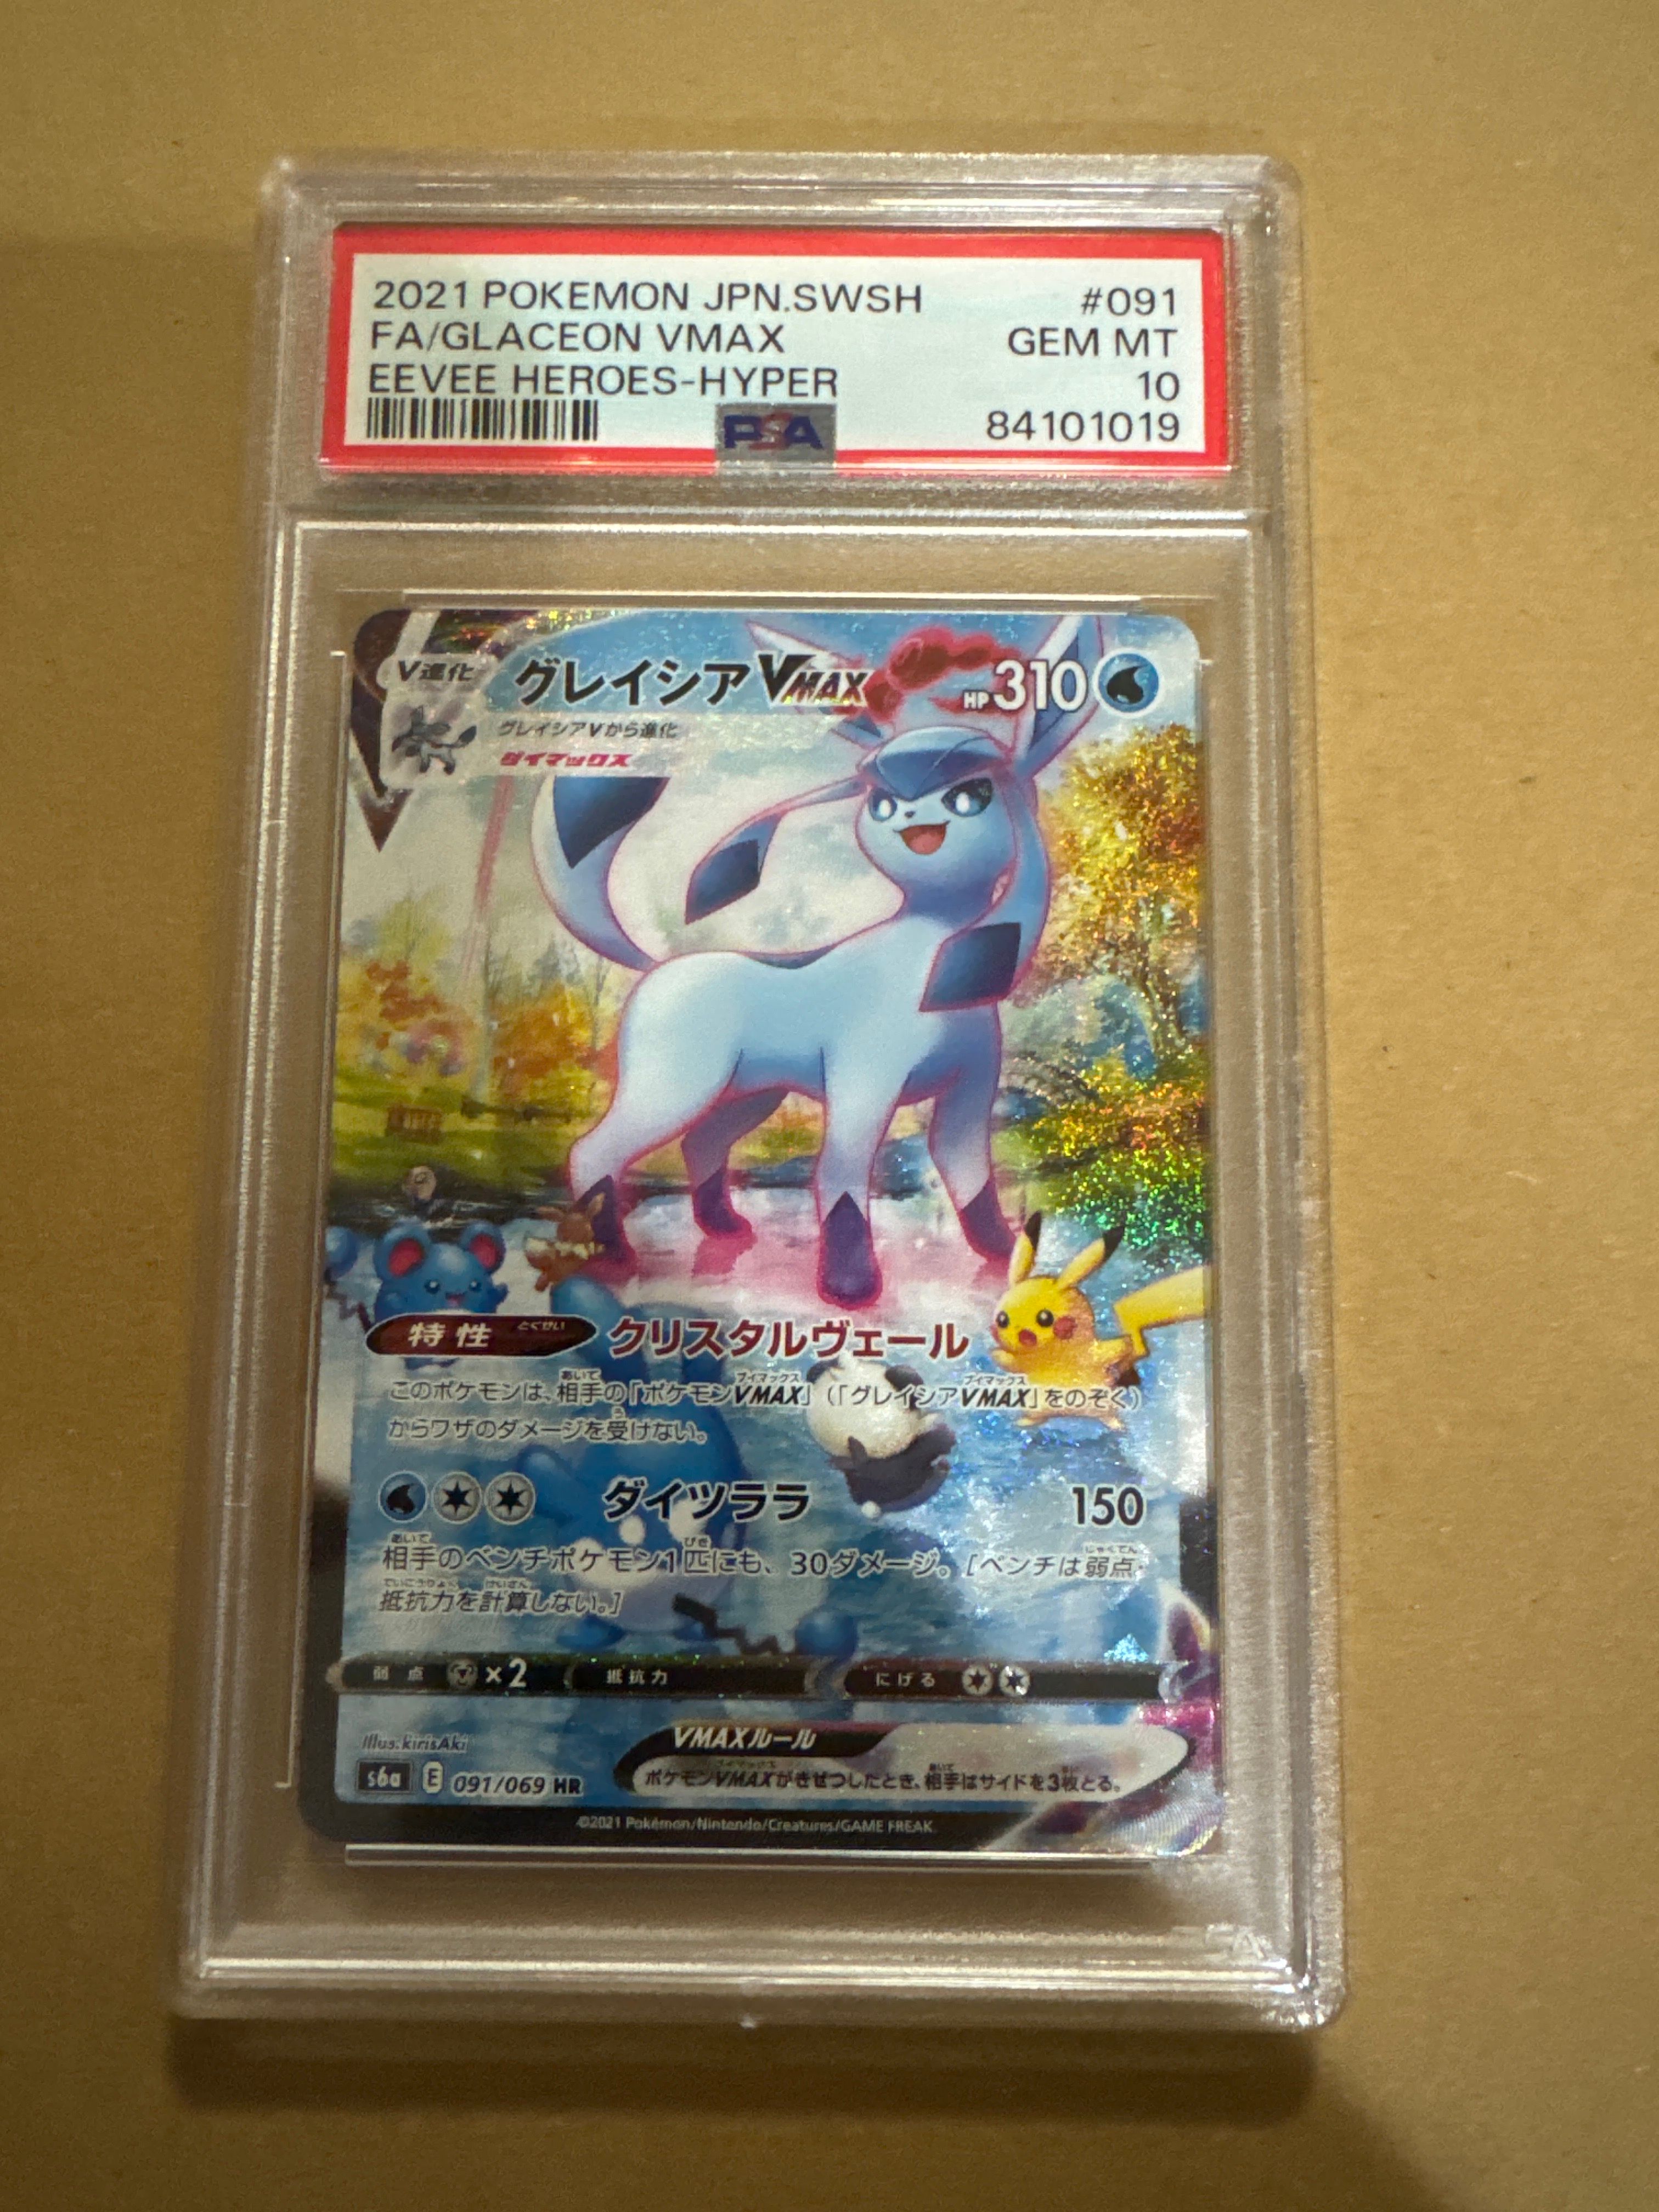 2021 POKEMON JPN.SWSH #091
FA/GLACEON VMAX GEM MT
EEVEE HEROES-HYPER 10
PSA 84101019
V進化 グレイシアVMAX HP310
グレイシアVから進化
ダイマックス
特性 とくせい クリスタルヴェール
このポケモンは、相手の「ポケモンVMAX」(「グレイシアVMAX」をのぞく)
からワザのダメージを受けない。
ダイツララ 150
相手のベンチポケモン1匹にも、30ダメージ。[ベンチは弱点・
抵抗力を計算しない。]
弱点 ×2 抵抗力 にげる
Illus. kirisAki
VMAXルール
ポケモンVMAXがきぜつしたとき、相手はサイドを3枚とる。
s6a E 091/069 HR
©2021 Pokémon/Nintendo/Creatures/GAME FREAK.